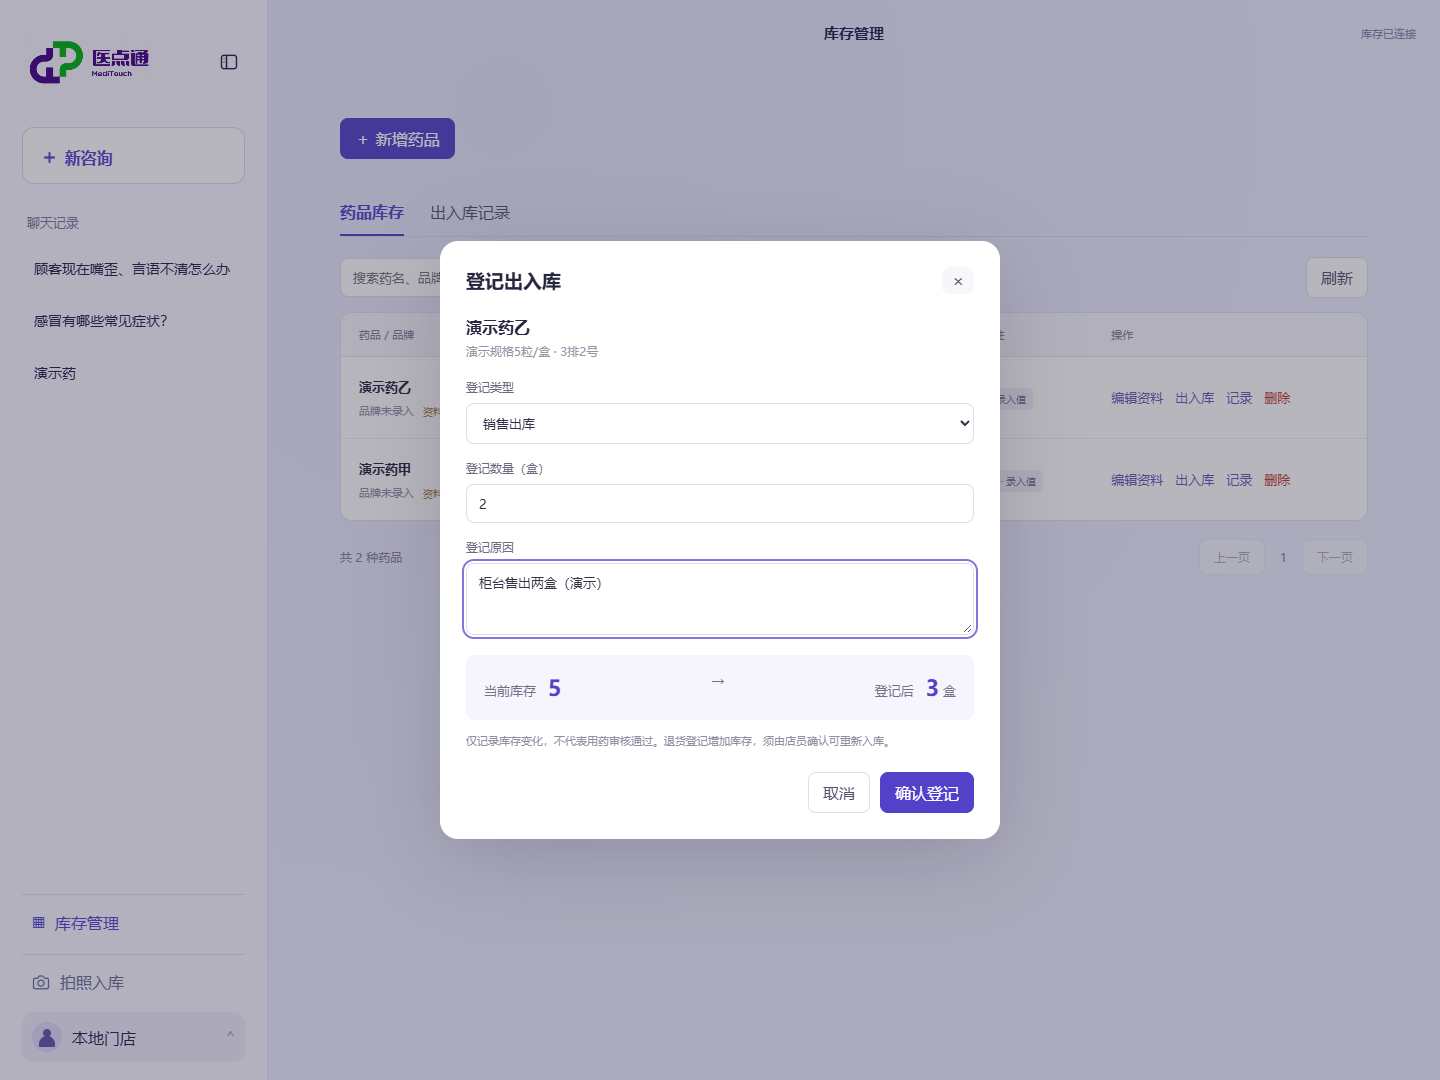 医点通
MediTouch
+ 新咨询
聊天记录
顾客现在嘴歪、言语不清怎么办
感冒有哪些常见症状？
演示药
库存管理
拍照入库
本地门店
库存管理
库存已连接
+ 新增药品
药品库存 出入库记录
搜索药名、品牌
刷新
药品 / 品牌 操作
演示药乙
品牌未录入 资料
录入值
编辑资料 出入库 记录 删除
演示药甲
品牌未录入 资料
· 录入值
编辑资料 出入库 记录 删除
共 2 种药品
上一页 1 下一页
登记出入库
×
演示药乙
演示规格5粒/盒 · 3排2号
登记类型
销售出库
登记数量（盒）
2
登记原因
柜台售出两盒（演示）
当前库存 5 → 登记后 3 盒
仅记录库存变化，不代表用药审核通过。退货登记增加库存，须由店员确认可重新入库。
取消 确认登记